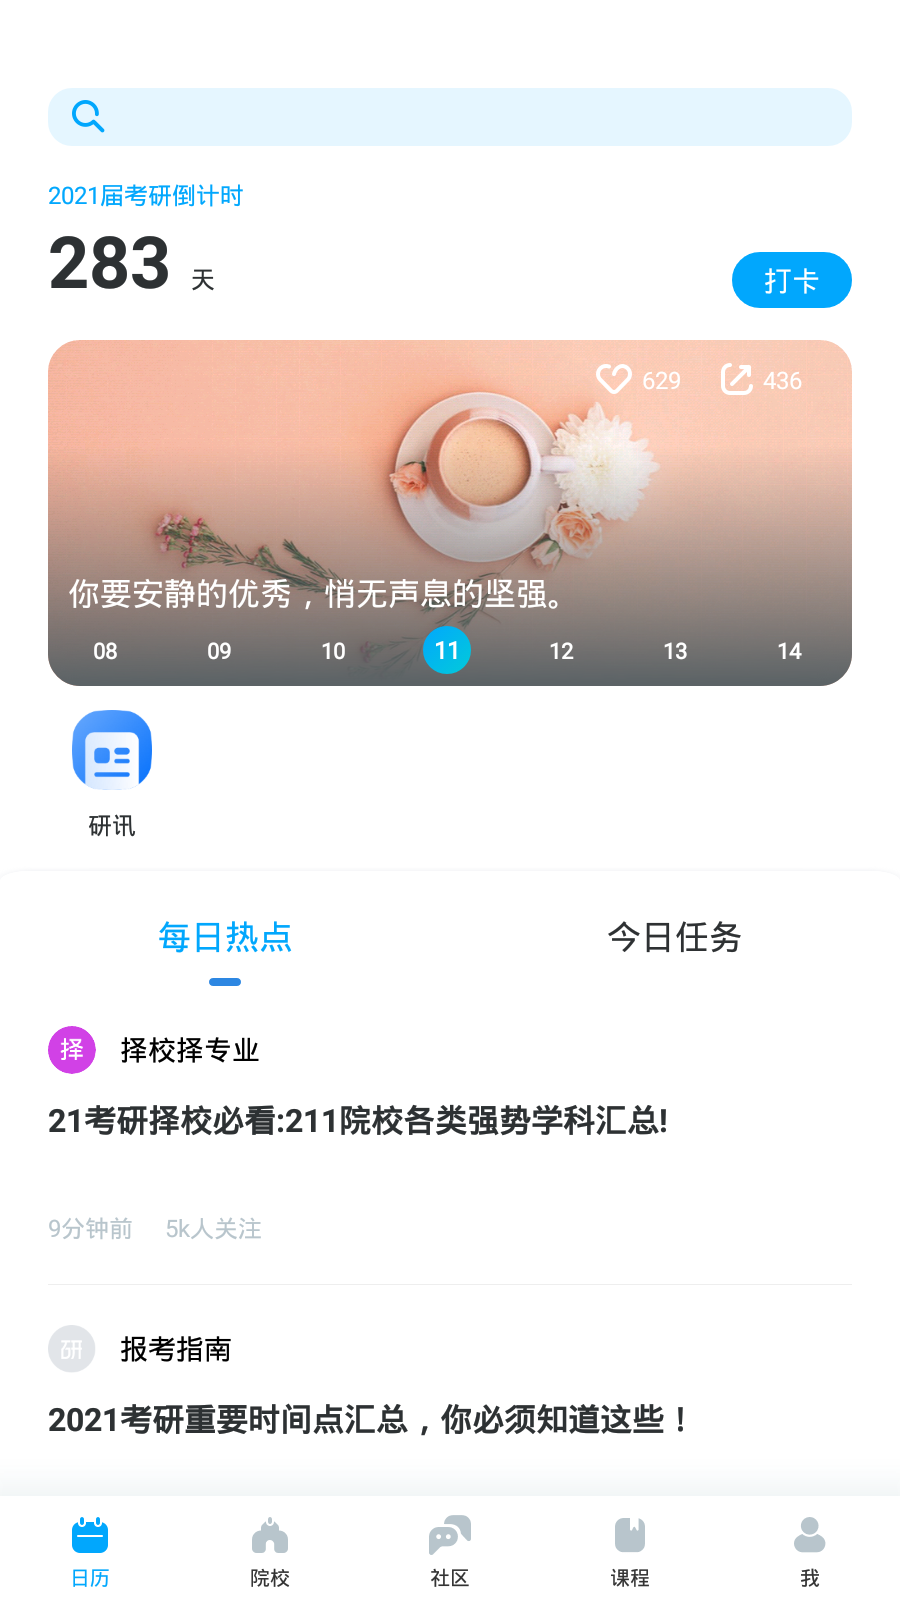 2021届考研倒计时
283 天
打卡
629 436
你要安静的优秀，悄无声息的坚强。
08 09 10 11 12 13 14
研讯
每日热点 今日任务
择 择校择专业
21考研择校必看:211院校各类强势学科汇总!
9分钟前 5k人关注
研 报考指南
2021考研重要时间点汇总，你必须知道这些！
日历 院校 社区 课程 我